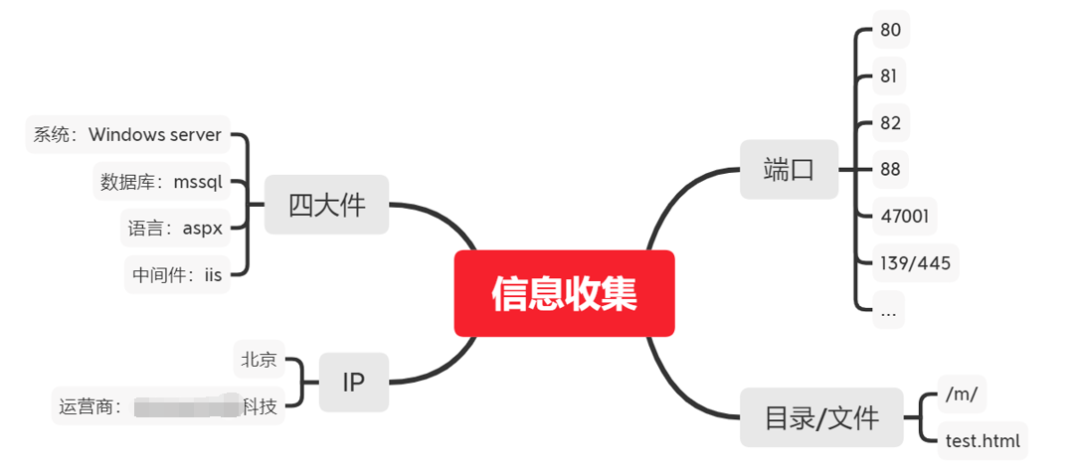 信息收集
四大件
系统：Windows server
数据库：mssql
语言：aspx
中间件：iis
IP
北京
运营商：
科技
端口
80
81
82
88
47001
139/445
...
目录/文件
/m/
test.html